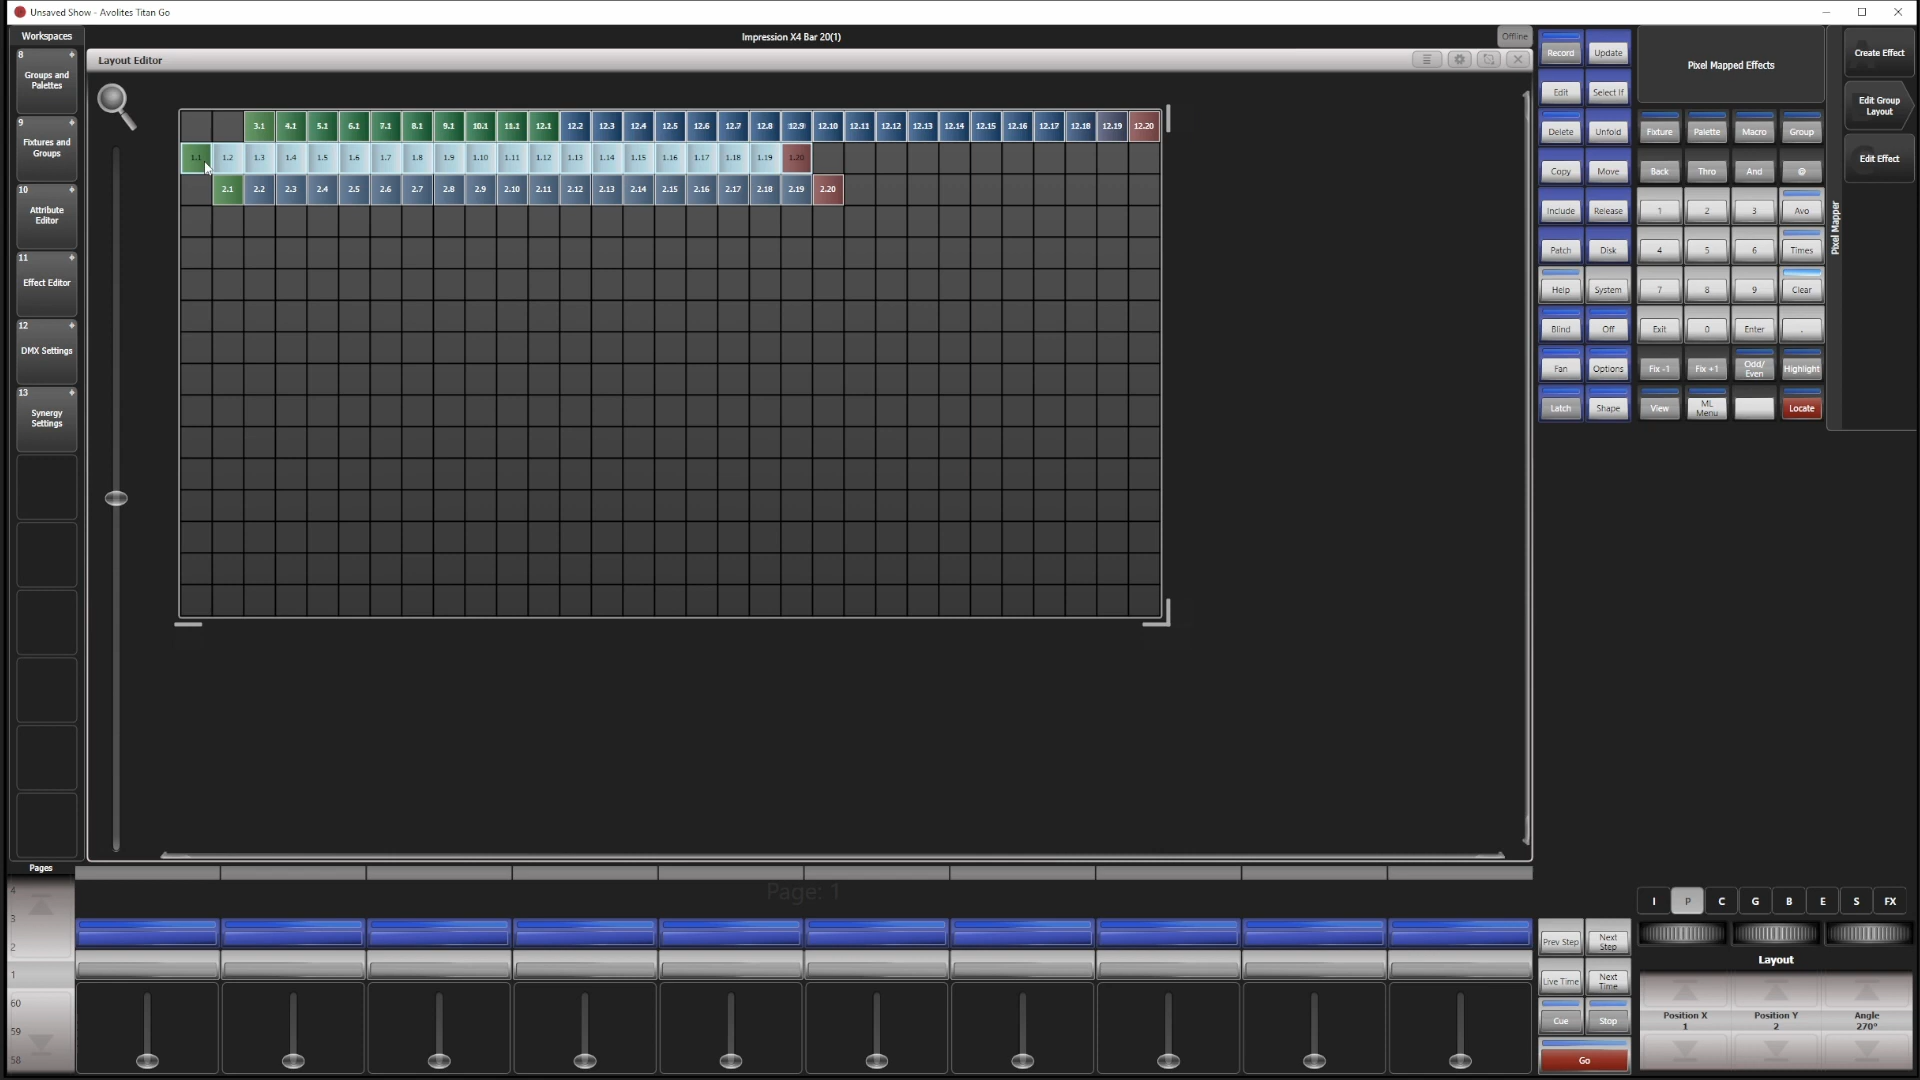 Unsaved Show - Avolites Titan Go
Workspaces
Impression X4 Bar 20(1)
Offline
Layout Editor
8
Groups and
Palettes
9
Fixtures and
Groups
10
Attribute
Editor
11
Effect Editor
12
DMX Settings
13
Synergy
Settings
3.1 4.1 5.1 6.1 7.1 8.1 9.1 10.1 11.1 12.1 12.2 12.3 12.4 12.5 12.6 12.7 12.8 12.9 12.10 12.11 12.12 12.13 12.14 12.15 12.16 12.17 12.18 12.19 12.20
1.1 1.2 1.3 1.4 1.5 1.6 1.7 1.8 1.9 1.10 1.11 1.12 1.13 1.14 1.15 1.16 1.17 1.18 1.19 1.20
2.1 2.2 2.3 2.4 2.5 2.6 2.7 2.8 2.9 2.10 2.11 2.12 2.13 2.14 2.15 2.16 2.17 2.18 2.19 2.20
Record Update
Edit Select If
Delete Unfold
Copy Move
Include Release
Patch Disk
Help System
Blind Off
Fan Options
Latch Shape
Pixel Mapped Effects
Fixture Palette Macro Group
Back Thro And @
1 2 3 Avo
4 5 6 Times
7 8 9 Clear
Exit 0 Enter .
Fix -1 Fix +1 Odd/
Even Highlight
View ML
Menu Locate
Pixel Mapper
Create Effect
Edit Group
Layout
Edit Effect
Pages
4
3
2
1
60
59
58
Page: 1
Prev Step Next
Step
Live Time Next
Time
Cue Stop
Go
I P C G B E S FX
Layout
Position X
1
Position Y
2
Angle
270°